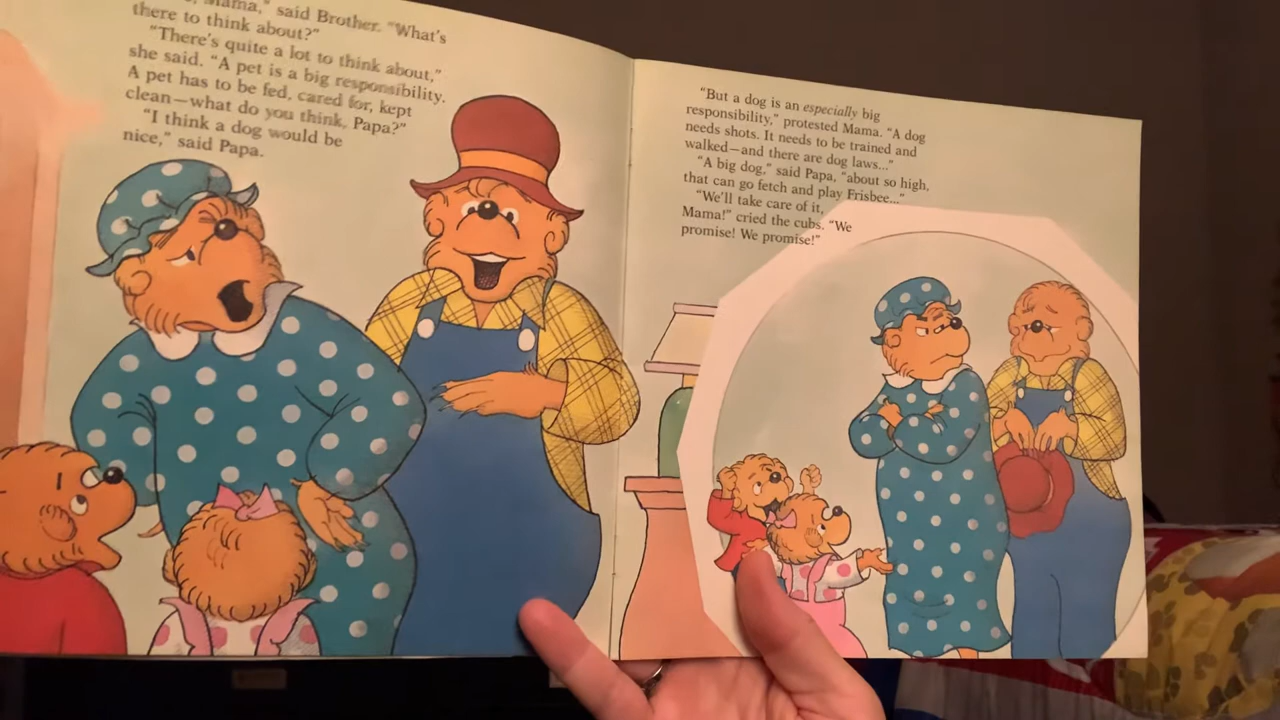 Mama," said Brother. "What's
there to think about?"
"There's quite a lot to think about,"
she said. "A pet is a big responsibility.
A pet has to be fed, cared for, kept
clean—what do you think, Papa?"
"I think a dog would be
nice," said Papa.
"But a dog is an especially big
responsibility," protested Mama. "A dog
needs shots. It needs to be trained and
walked—and there are dog laws..."
"A big dog," said Papa, "about so high,
that can go fetch and play Frisbee..."
"We'll take care of it,
Mama!" cried the cubs. "We
promise! We promise!"